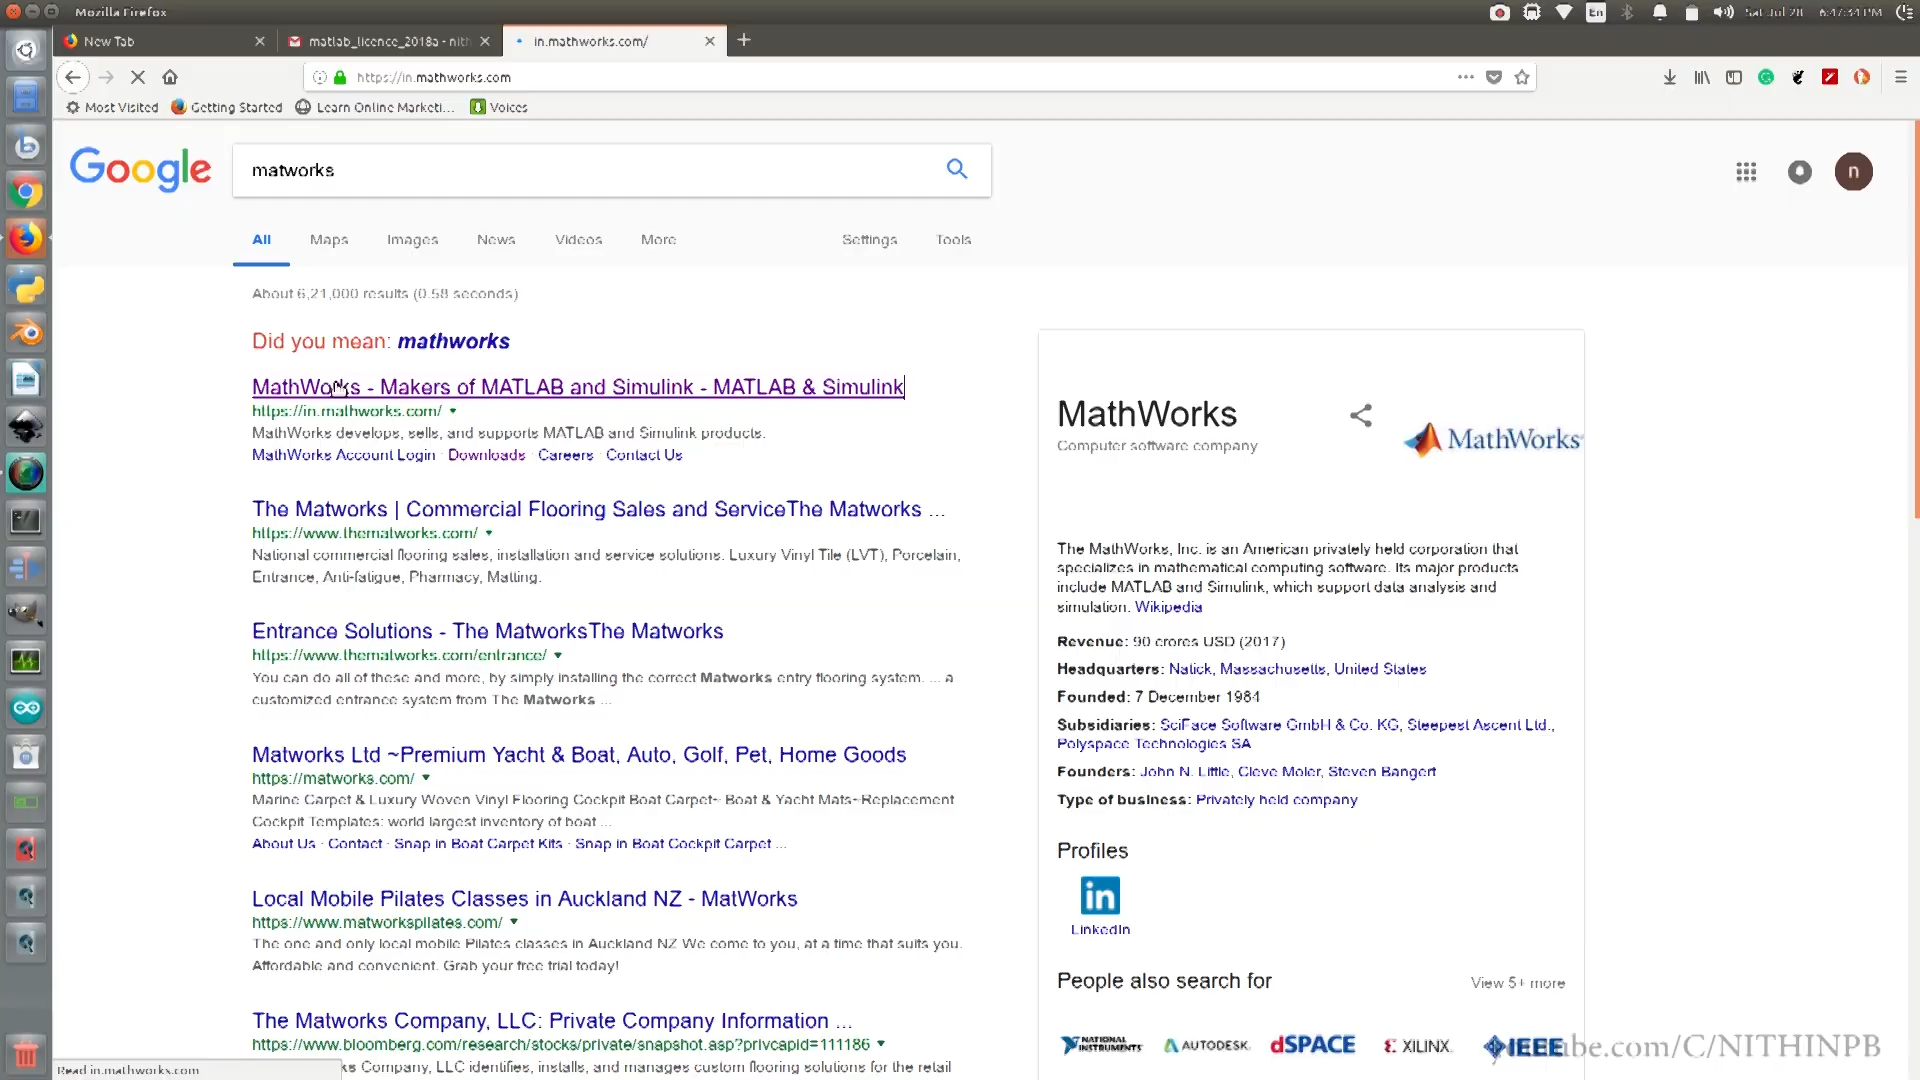 Mozilla Firefox
En
Sat Jul 28 6:47:34 PM
New Tab
matlab_licence_2018a - nith
in.mathworks.com/
https://in.mathworks.com
Most Visited
Getting Started
Learn Online Marketi...
Voices
Google
matworks
n
All
Maps
Images
News
Videos
More
Settings
Tools
About 6,21,000 results (0.58 seconds)
Did you mean: mathworks
MathWorks - Makers of MATLAB and Simulink - MATLAB & Simulink
https://in.mathworks.com/
MathWorks develops, sells, and supports MATLAB and Simulink products.
MathWorks Account Login · Downloads · Careers · Contact Us
The Matworks | Commercial Flooring Sales and ServiceThe Matworks ...
https://www.thematworks.com/
National commercial flooring sales, installation and service solutions. Luxury Vinyl Tile (LVT), Porcelain,
Entrance, Anti-fatigue, Pharmacy, Matting.
Entrance Solutions - The MatworksThe Matworks
https://www.thematworks.com/entrance/
You can do all of these and more, by simply installing the correct Matworks entry flooring system. ... a
customized entrance system from The Matworks ...
Matworks Ltd ~Premium Yacht & Boat, Auto, Golf, Pet, Home Goods
https://matworks.com/
Marine Carpet & Luxury Woven Vinyl Flooring Cockpit Boat Carpet~ Boat & Yacht Mats~Replacement
Cockpit Templates: world largest inventory of boat ...
About Us · Contact · Snap in Boat Carpet Kits · Snap in Boat Cockpit Carpet ...
Local Mobile Pilates Classes in Auckland NZ - MatWorks
https://www.matworkspilates.com/
The one and only local mobile Pilates classes in Auckland NZ We come to you, at a time that suits you.
Affordable and convenient. Grab your free trial today!
The Matworks Company, LLC: Private Company Information ...
https://www.bloomberg.com/research/stocks/private/snapshot.asp?privcapid=111186
ks Company, LLC identifies, installs, and manages custom flooring solutions for the retail
Read in.mathworks.com
MathWorks
Computer software company
MathWorks
The MathWorks, Inc. is an American privately held corporation that
specializes in mathematical computing software. Its major products
include MATLAB and Simulink, which support data analysis and
simulation. Wikipedia
Revenue: 90 crores USD (2017)
Headquarters: Natick, Massachusetts, United States
Founded: 7 December 1984
Subsidiaries: SciFace Software GmbH & Co. KG, Steepest Ascent Ltd.,
Polyspace Technologies SA
Founders: John N. Little, Cleve Moler, Steven Bangert
Type of business: Privately held company
Profiles
in
LinkedIn
People also search for
View 5+ more
NATIONAL INSTRUMENTS
AUTODESK
dSPACE
XILINX
IEEE
be.com/C/NITHINPB